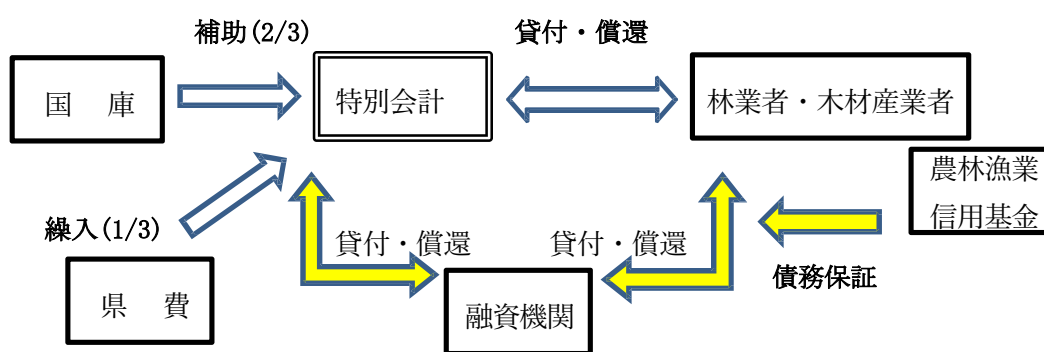 補助(2/3)
貸付・償還
国　庫
特別会計
林業者・木材産業者
農林漁業
信用基金
繰入(1/3)
貸付・償還
貸付・償還
債務保証
県　費
融資機関